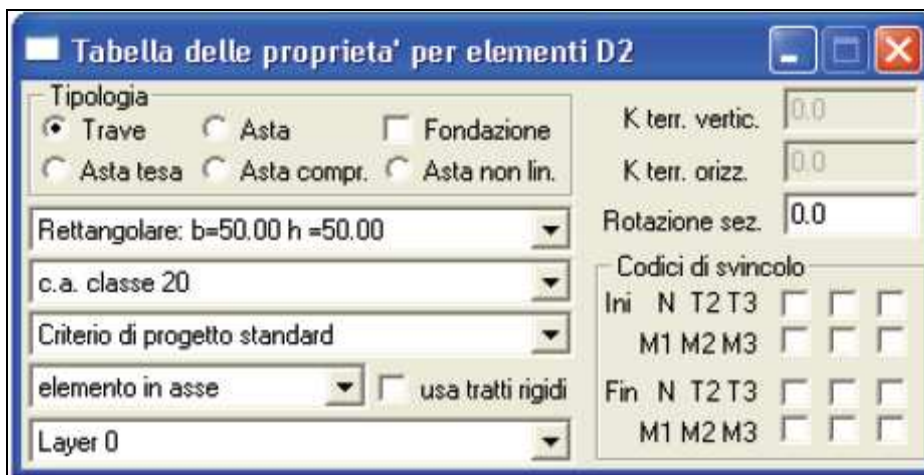 Tabella delle proprieta' per elementi D2
Tipologia
Trave Asta Fondazione
Asta tesa Asta compr. Asta non lin.
Rettangolare: b=50.00 h =50.00
c.a. classe 20
Criterio di progetto standard
elemento in asse usa tratti rigidi
Layer 0
K terr. vertic. 0.0
K terr. orizz. 0.0
Rotazione sez. 0.0
Codici di svincolo
Ini N T2 T3
M1 M2 M3
Fin N T2 T3
M1 M2 M3